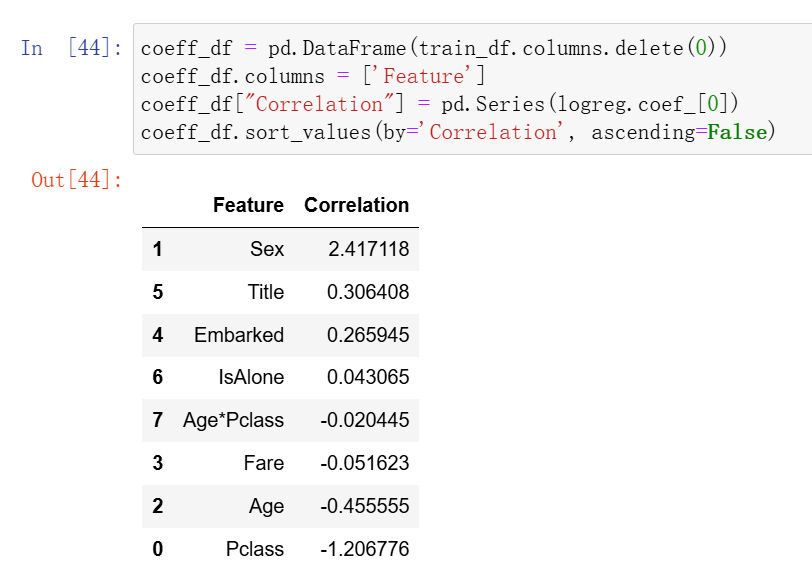 In [44]: coeff_df = pd.DataFrame(train_df.columns.delete(0))
coeff_df.columns = ['Feature']
coeff_df["Correlation"] = pd.Series(logreg.coef_[0])
coeff_df.sort_values(by='Correlation', ascending=False)
Out[44]:
Feature Correlation
1 Sex 2.417118
5 Title 0.306408
4 Embarked 0.265945
6 IsAlone 0.043065
7 Age*Pclass -0.020445
3 Fare -0.051623
2 Age -0.455555
0 Pclass -1.206776